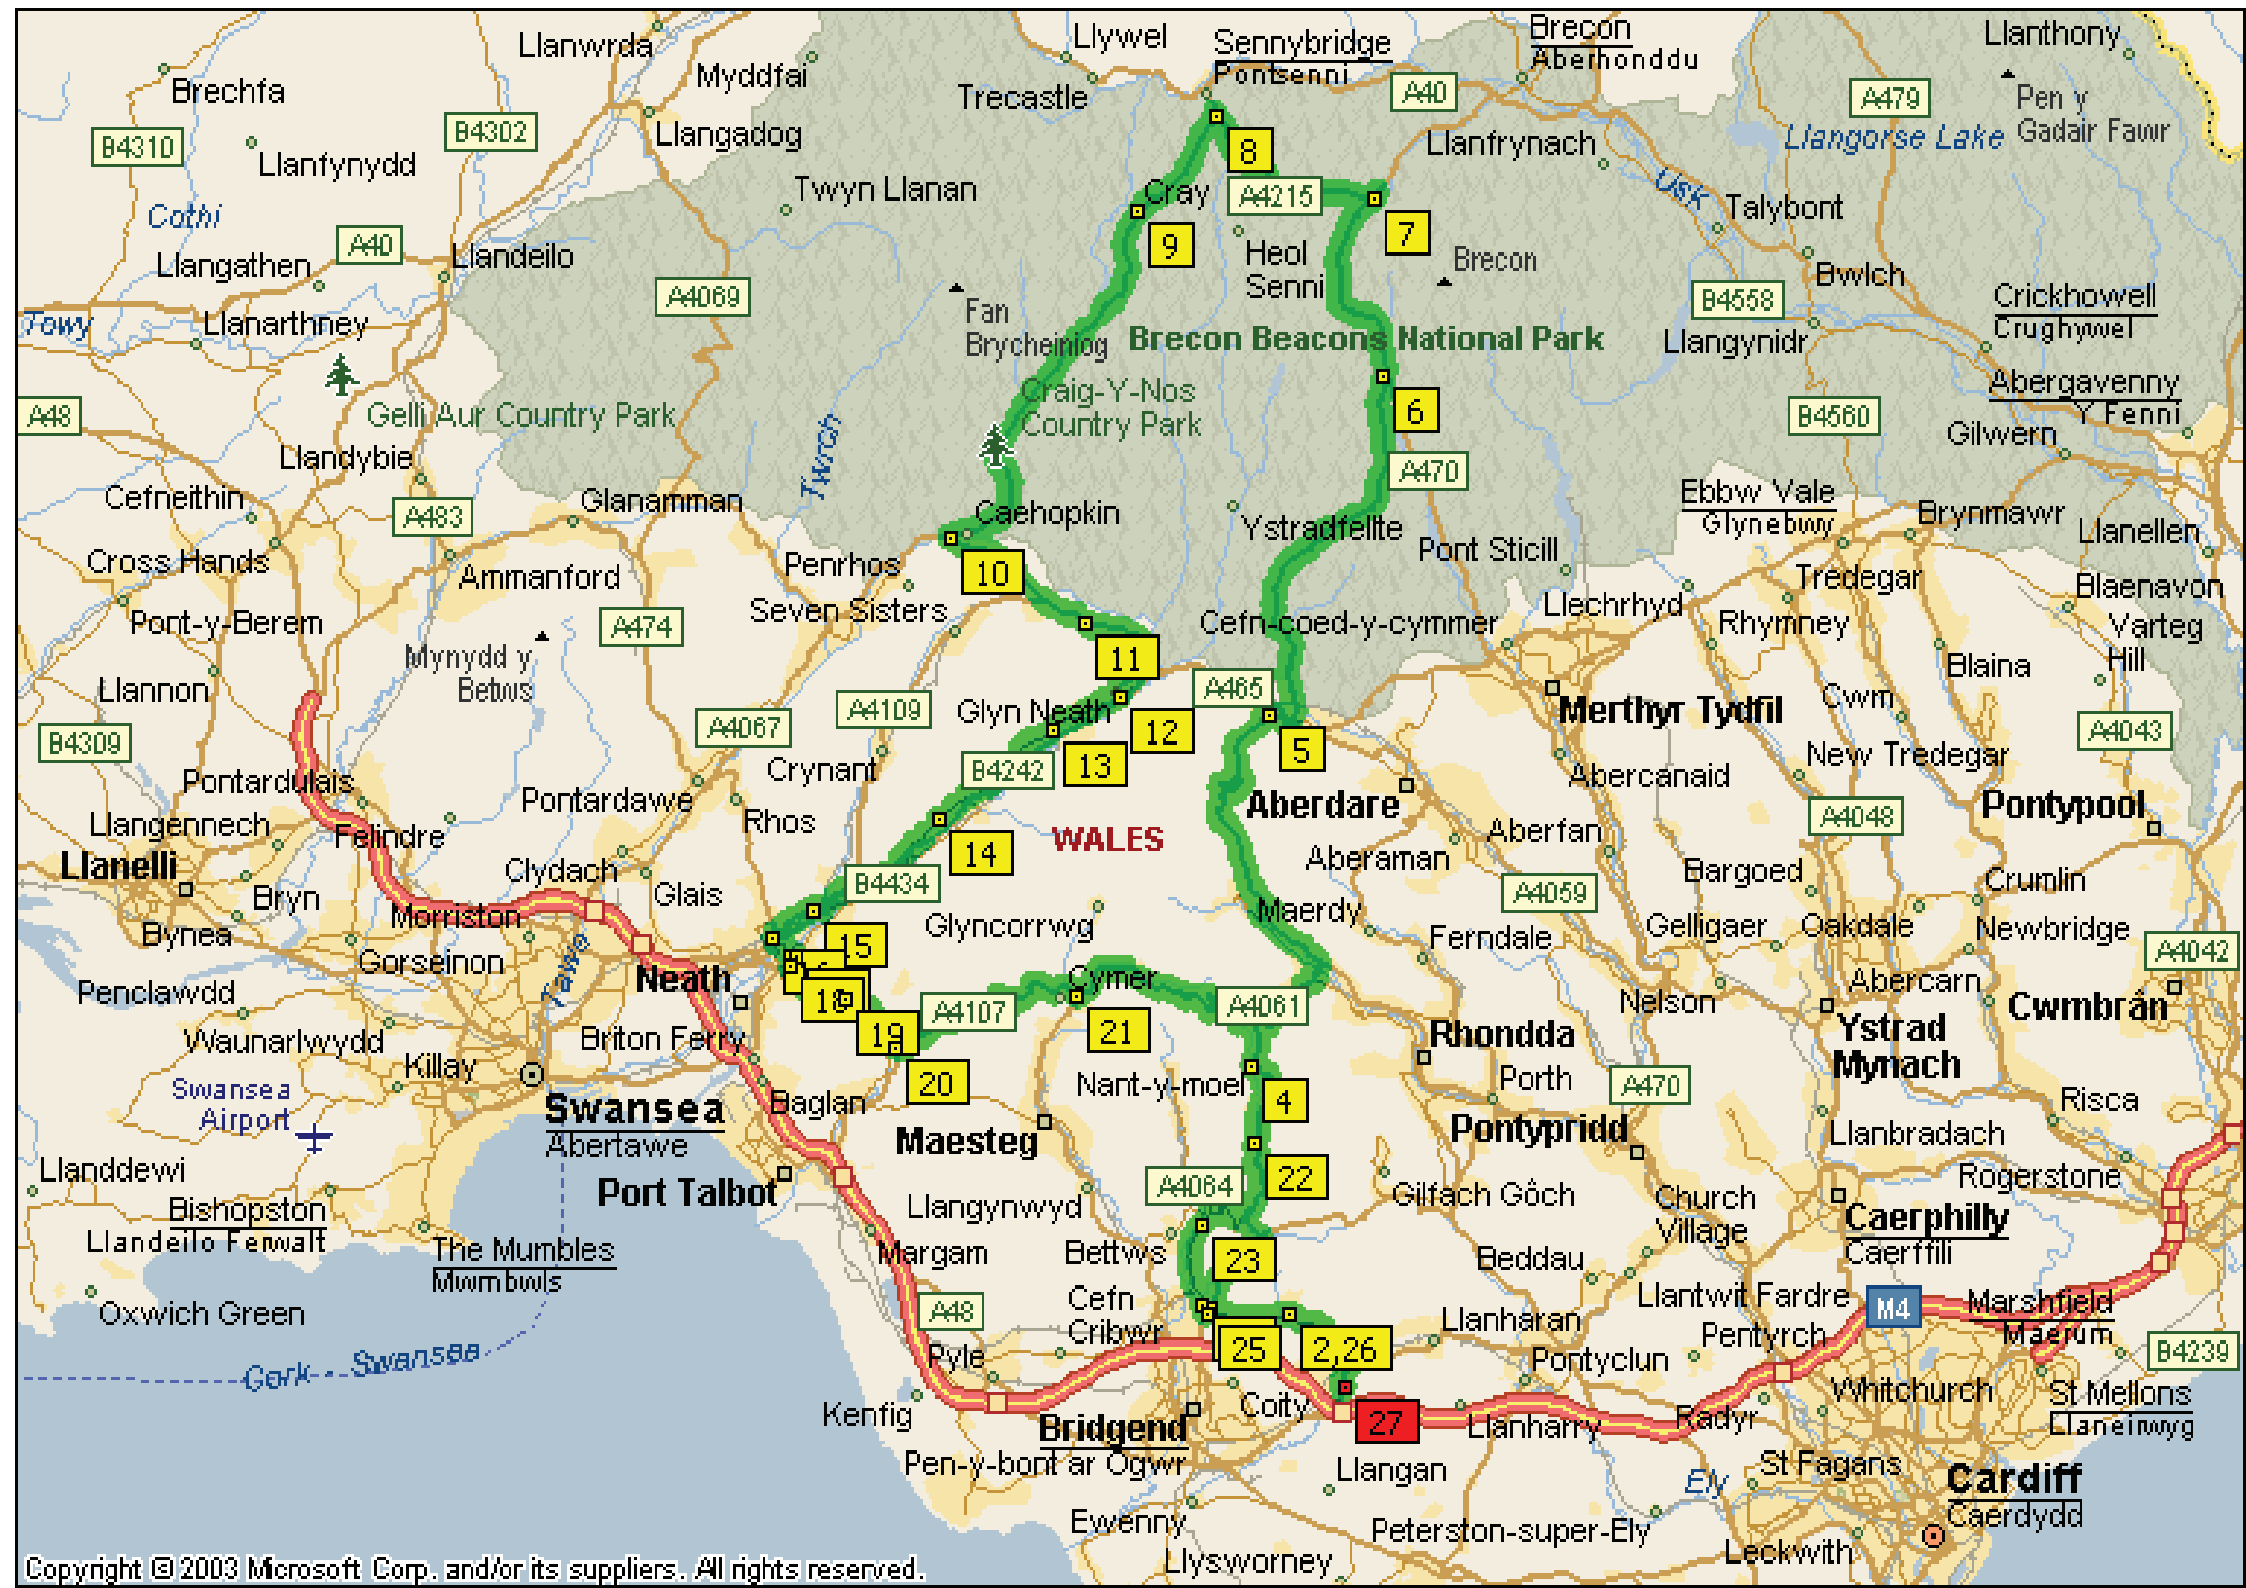 Llanwrda
Llywel
Sennybridge
Pontsenni
Brecon
Aberhonddu
Llanthony
Brechfa
Myddfai
Trecastle
A40
A479
Pen y
Gadair Fawr
B4310
B4302
Llangadog
8
Llanfrynach
Llangorse Lake
Llanfynydd
Twyn Llanan
Cray
A4215
Usk
Talybont
Cothi
A40
9
7
Llangathen
Llandeilo
Heol
Senni
Brecon
Bwlch
A4069
B4558
Crickhowell
Crughywel
Towy
Llanarthney
Fan
Brycheiniog
Brecon Beacons National Park
Llangynidr
Craig-Y-Nos
Country Park
Abergavenny
Y Fenni
A48
Gelli Aur Country Park
6
B4560
Gilwern
Llandybie
Twrch
A470
Cefneithin
Glanamman
Caehopkin
Ebbw Vale
Glynebwy
Brynmawr
A483
Ystradfellte
Llanellen
Cross Hands
Penrhos
10
Pont Sticill
Ammanford
Tredegar
Blaenavon
Pont-y-Berem
A474
Seven Sisters
Cefn-coed-y-cymmer
Llechrhyd
Rhymney
Varteg
Hill
Mynydd y
Betws
11
Blaina
Llannon
A465
A4109
Glyn Neath
Merthyr Tydfil
Cwm
B4309
A4067
12
5
A4043
Pontardulais
Crynant
B4242
13
Abercanaid
New Tredegar
Pontardawe
Aberdare
Pontypool
Llangennech
Felindre
Rhos
WALES
Aberfan
A4048
Llanelli
Clydach
14
Aberaman
Bargoed
Crumlin
Bryn
Glais
B4434
A4059
Morriston
Maerdy
Bynea
Glyncorrwg
Ferndale
Gelligaer
Oakdale
Newbridge
Gorseinon
Tawe
15
A4042
Penclawdd
Neath
18
Cymer
Abercarn
A4107
A4061
Nelson
Cwmbrân
Waunarlwydd
Briton Ferry
19
21
Rhondda
Ystrad
Mynach
Killay
20
Nant-y-moel
Porth
A470
Swansea
Airport
Swansea
Abertawe
Baglan
4
Risca
Maesteg
Pontypridd
Llanbradach
Llanddewi
22
Port Talbot
A4064
Gilfach Gôch
Rogerstone
Bishopston
Llandeilo Ferwallt
Llangynwyd
Church
Village
Caerphilly
Caerffili
The Mumbles
Mwmbwls
Margam
Bettws
23
Beddau
Oxwich Green
A48
Cefn
Cribwr
Llanharan
Llantwit Fardre
M4
Marshfield
Maerun
Pentyrch
Cork - Swansea
Pyle
25
2,26
Pontyclun
B4239
Kenfig
Coity
27
Whitchurch
St Mellons
Llaneirwyg
Bridgend
Pen-y-bont ar Ogwr
Llanharry
Radyr
Llangan
Ely
St Fagans
Cardiff
Caerdydd
Ewenny
Peterston-super-Ely
Llysworney
Leckwith
Copyright © 2003 Microsoft Corp. and/or its suppliers. All rights reserved.